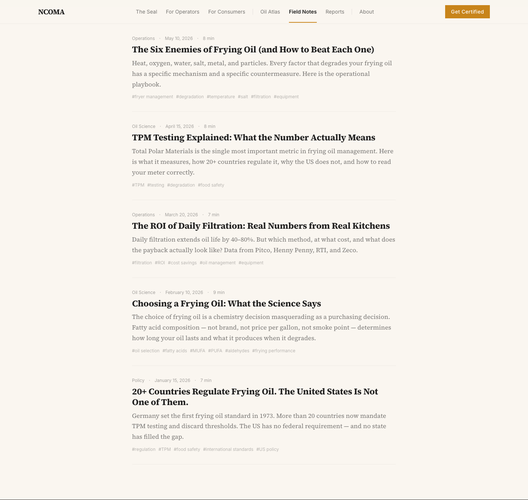 NCOMA
The Seal For Operators For Consumers Oil Atlas Field Notes Reports About
Get Certified
Operations · May 10, 2026 · 9 min
The Six Enemies of Frying Oil (and How to Beat Each One)
Heat, oxygen, water, salt, metal, and particles. Every factor that degrades your frying oil
has a specific mechanism and a specific countermeasure. Here is the operational
playbook.
#fryer management #degradation #temperature #salt #filtration #equipment
Oil Science · April 15, 2026 · 8 min
TPM Testing Explained: What the Number Actually Means
Total Polar Materials is the single most important metric in frying oil management. Here
is what it measures, how 20+ countries regulate it, why the US does not, and how to read
your meter correctly.
#TPM #testing #degradation #food safety
Operations · March 20, 2026 · 7 min
The ROI of Daily Filtration: Real Numbers from Real Kitchens
Daily filtration extends oil life by 40–80%. But which method, at what cost, and what does
the payback actually look like? Data from Pitco, Henny Penny, RTI, and Zeco.
#filtration #ROI #cost savings #oil management #equipment
Oil Science · February 10, 2026 · 9 min
Choosing a Frying Oil: What the Science Says
The choice of frying oil is a chemistry decision masquerading as a purchasing decision.
Fatty acid composition — not brand, not price per gallon, not smoke point — determines
how long your oil lasts and what it produces when it degrades.
#oil selection #fatty acids #MUFA #PUFA #aldehydes #frying performance
Policy · January 15, 2026 · 7 min
20+ Countries Regulate Frying Oil. The United States Is Not
One of Them.
Germany set the first frying oil standard in 1973. More than 20 countries now mandate
TPM testing and discard thresholds. The US has no federal requirement — and no state
has filled the gap.
#regulation #TPM #food safety #international standards #US policy